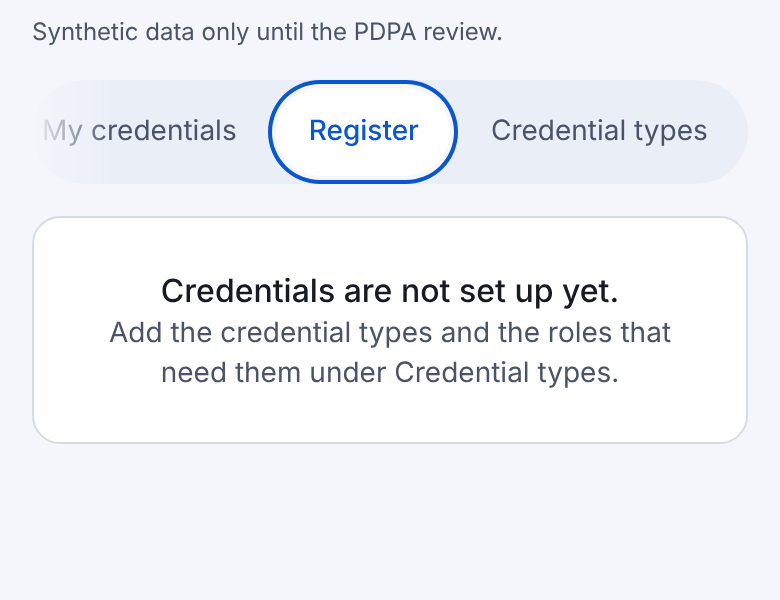 Synthetic data only until the PDPA review.
My credentials
Register
Credential types
Credentials are not set up yet.
Add the credential types and the roles that
need them under Credential types.